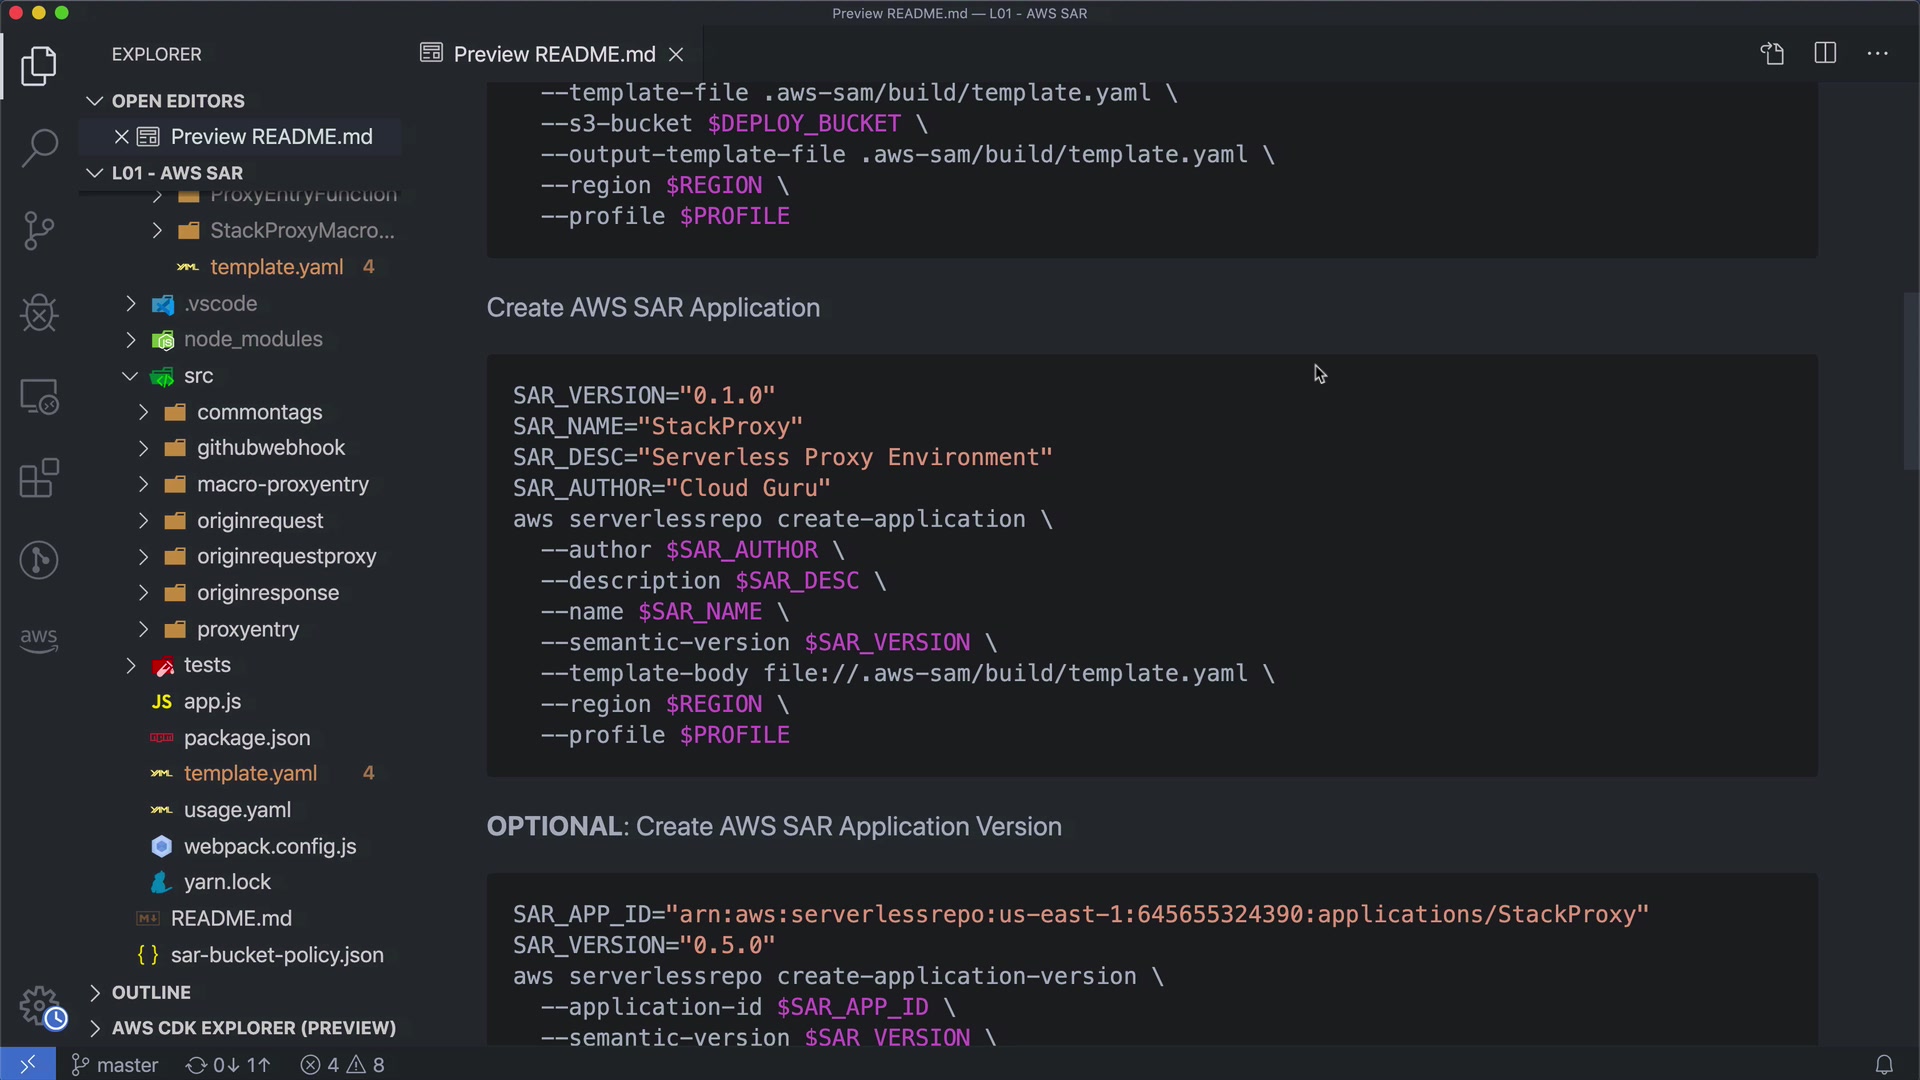 Preview README.md — L01 - AWS SAR
EXPLORER
Preview README.md
OPEN EDITORS
Preview README.md
L01 - AWS SAR
ProxyEntryFunction
StackProxyMacro...
template.yaml 4
.vscode
node_modules
src
commontags
githubwebhook
macro-proxyentry
originrequest
originrequestproxy
originresponse
proxyentry
tests
JS app.js
package.json
template.yaml 4
usage.yaml
webpack.config.js
yarn.lock
README.md
{ } sar-bucket-policy.json
OUTLINE
AWS CDK EXPLORER (PREVIEW)
aws
--template-file .aws-sam/build/template.yaml \
--s3-bucket $DEPLOY_BUCKET \
--output-template-file .aws-sam/build/template.yaml \
--region $REGION \
--profile $PROFILE
Create AWS SAR Application
SAR_VERSION="0.1.0"
SAR_NAME="StackProxy"
SAR_DESC="Serverless Proxy Environment"
SAR_AUTHOR="Cloud Guru"
aws serverlessrepo create-application \
--author $SAR_AUTHOR \
--description $SAR_DESC \
--name $SAR_NAME \
--semantic-version $SAR_VERSION \
--template-body file://.aws-sam/build/template.yaml \
--region $REGION \
--profile $PROFILE
OPTIONAL: Create AWS SAR Application Version
SAR_APP_ID="arn:aws:serverlessrepo:us-east-1:645655324390:applications/StackProxy"
SAR_VERSION="0.5.0"
aws serverlessrepo create-application-version \
--application-id $SAR_APP_ID \
--semantic-version $SAR_VERSION \
master 0↓ 1↑ 4 8